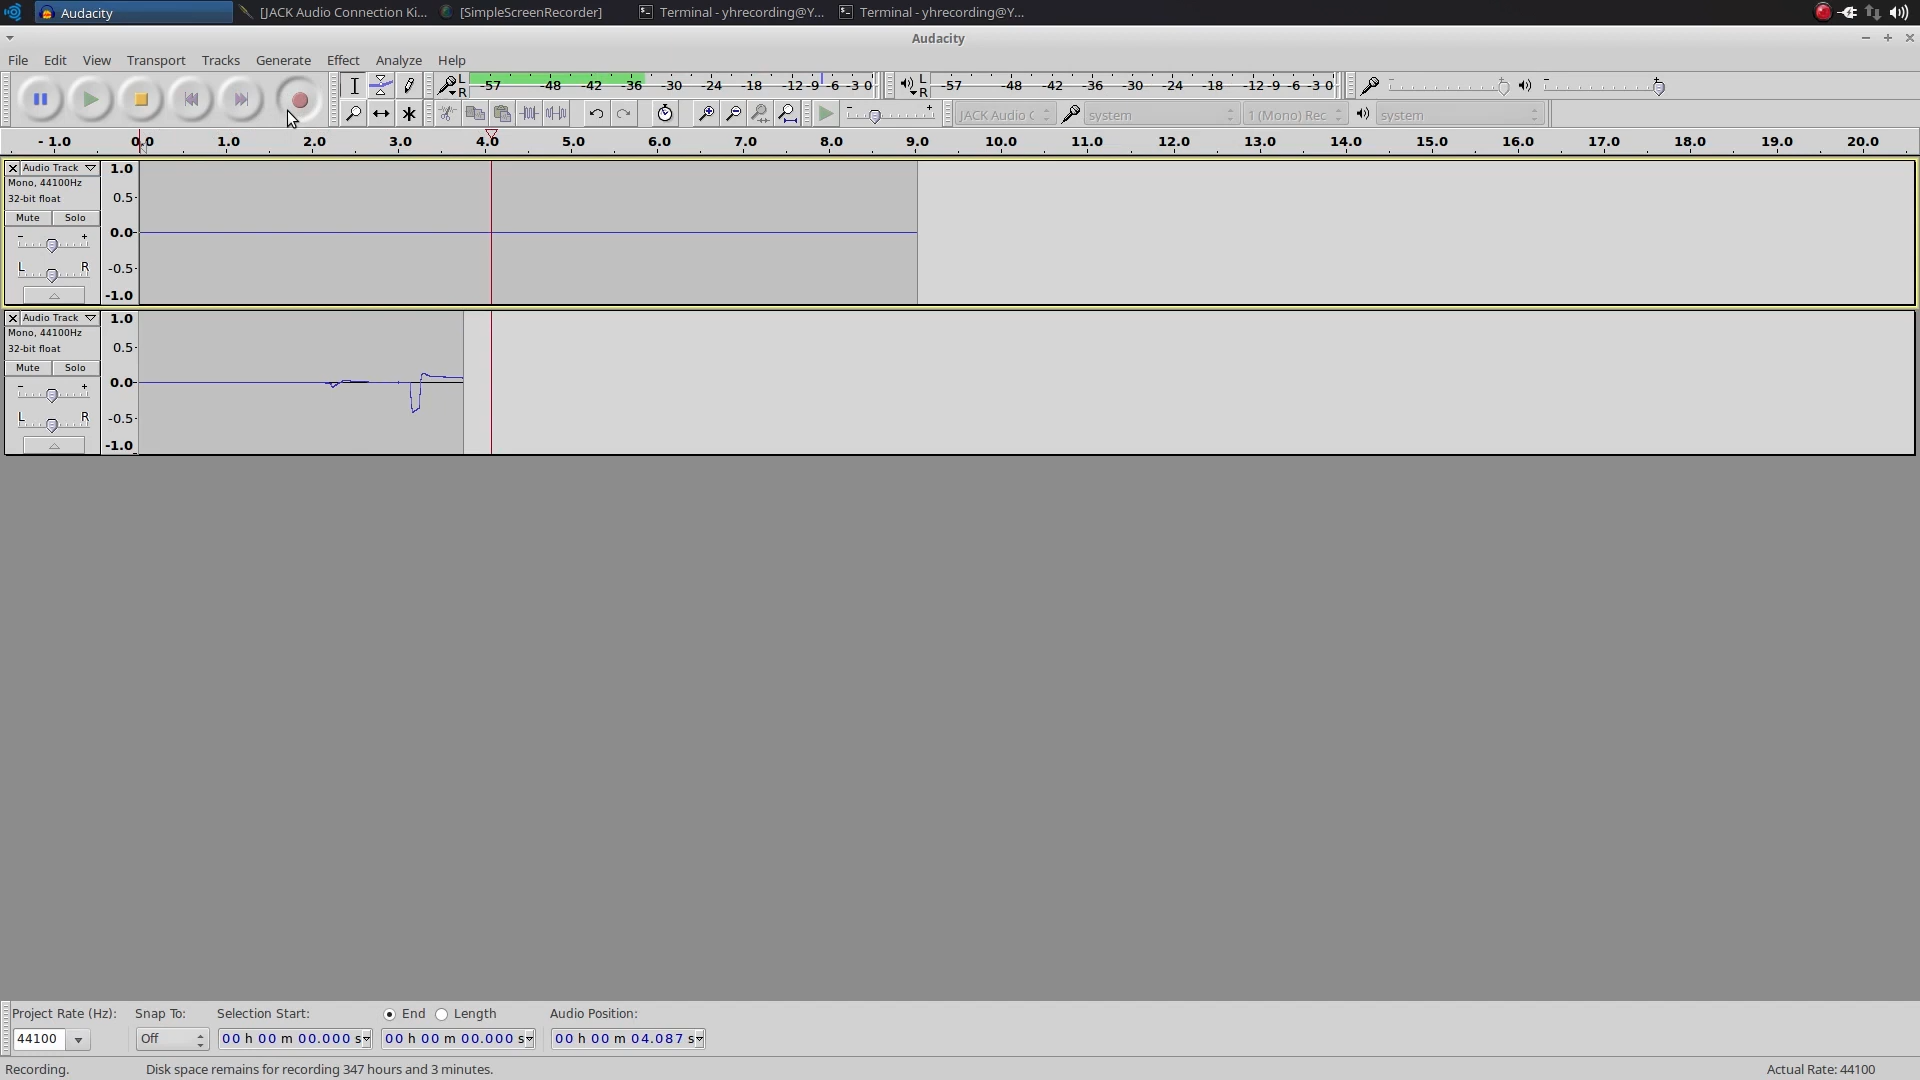 Audacity
[JACK Audio Connection Ki...
[SimpleScreenRecorder]
Terminal - yhrecording@Y...
Terminal - yhrecording@Y...
Audacity
File Edit View Transport Tracks Generate Effect Analyze Help
L R -57 -48 -42 -36 -30 -24 -18 -12 -9 -6 -3 0
L R -57 -48 -42 -36 -30 -24 -18 -12 -9 -6 -3 0
JACK Audio C
system
1 (Mono) Rec
system
- 1.0 0.0 1.0 2.0 3.0 4.0 5.0 6.0 7.0 8.0 9.0 10.0 11.0 12.0 13.0 14.0 15.0 16.0 17.0 18.0 19.0 20.0
X Audio Track
Mono, 44100Hz
32-bit float
Mute Solo
- +
L R
1.0
0.5
0.0
-0.5
-1.0
X Audio Track
Mono, 44100Hz
32-bit float
Mute Solo
- +
L R
1.0
0.5
0.0
-0.5
-1.0
Project Rate (Hz): Snap To: Selection Start: End Length Audio Position:
44100 Off 00 h 00 m 00.000 s 00 h 00 m 00.000 s 00 h 00 m 04.087 s
Recording. Disk space remains for recording 347 hours and 3 minutes. Actual Rate: 44100